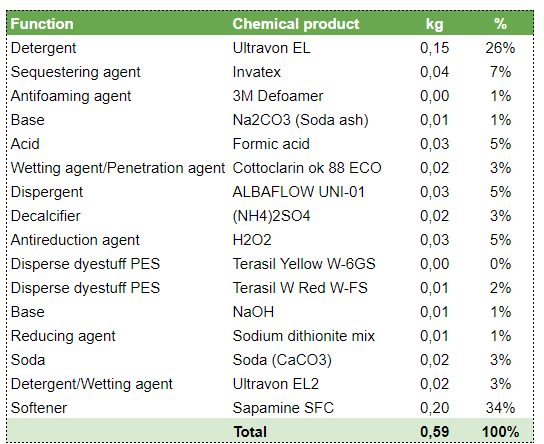 Function Chemical product kg %
Detergent Ultravon EL 0,15 26%
Sequestering agent Invatex 0,04 7%
Antifoaming agent 3M Defoamer 0,00 1%
Base Na2CO3 (Soda ash) 0,01 1%
Acid Formic acid 0,03 5%
Wetting agent/Penetration agent Cottoclarin ok 88 ECO 0,02 3%
Dispergent ALBAFLOW UNI-01 0,03 5%
Decalcifier (NH4)2SO4 0,02 3%
Antireduction agent H2O2 0,03 5%
Disperse dyestuff PES Terasil Yellow W-6GS 0,00 0%
Disperse dyestuff PES Terasil W Red W-FS 0,01 2%
Base NaOH 0,01 1%
Reducing agent Sodium dithionite mix 0,01 1%
Soda Soda (CaCO3) 0,02 3%
Detergent/Wetting agent Ultravon EL2 0,02 3%
Softener Sapamine SFC 0,20 34%
Total 0,59 100%